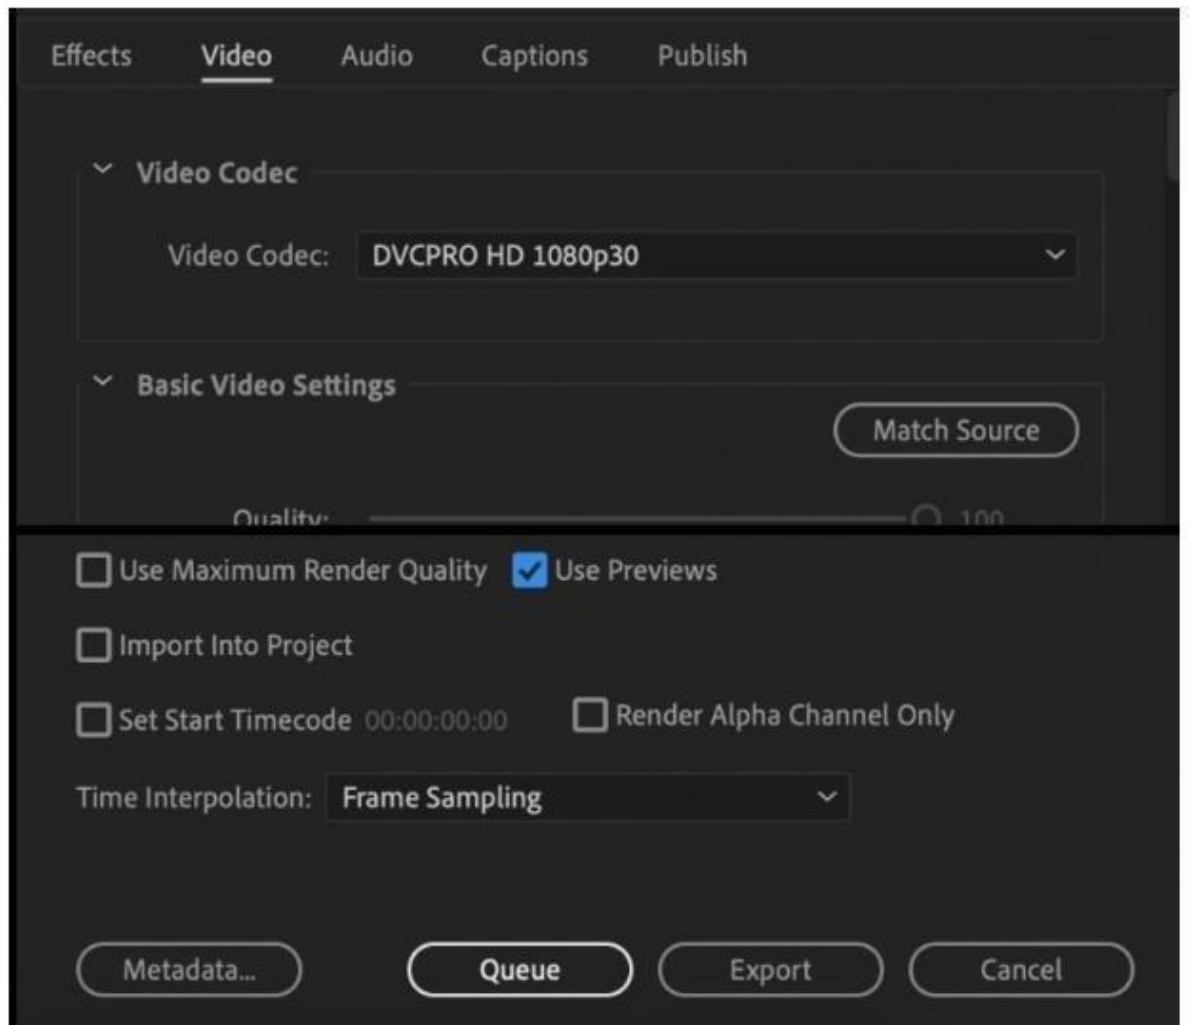 Effects Video Audio Captions Publish
Video Codec
Video Codec: DVCPRO HD 1080p30
Basic Video Settings
Match Source
Quality: 100
Use Maximum Render Quality Use Previews
Import Into Project
Set Start Timecode 00:00:00:00 Render Alpha Channel Only
Time Interpolation: Frame Sampling
Metadata... Queue Export Cancel